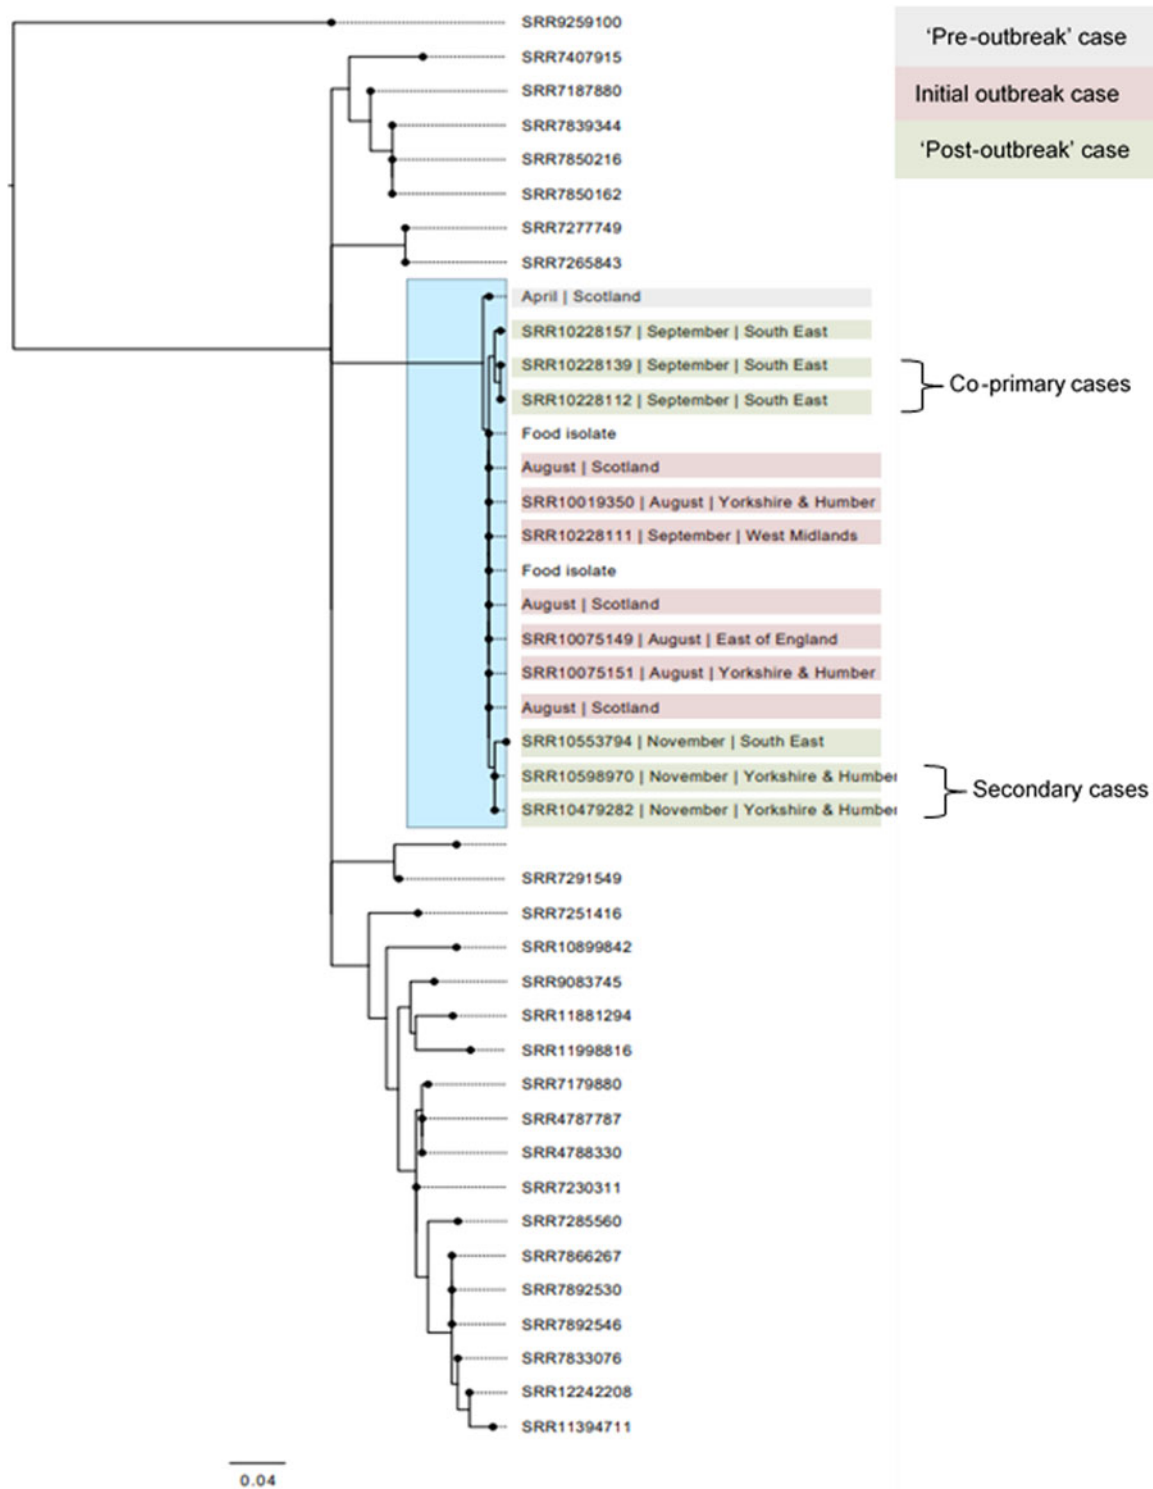 SRR9259100
'Pre-outbreak' case
SRR7407915
SRR7187880
Initial outbreak case
SRR7839344
'Post-outbreak' case
SRR7850216
SRR7850162
SRR7277749
SRR7265843
April | Scotland
SRR10228157 | September | South East
SRR10228139 | September | South East
Co-primary cases
SRR10228112 | September | South East
Food isolate
August | Scotland
SRR10019350 | August | Yorkshire & Humber
SRR10228111 | September | West Midlands
Food isolate
August | Scotland
SRR10075149 | August | East of England
SRR10075151 | August | Yorkshire & Humber
August | Scotland
SRR10553794 | November | South East
SRR10598970 | November | Yorkshire & Humber
Secondary cases
SRR10479282 | November | Yorkshire & Humber
SRR7291549
SRR7251416
SRR10899842
SRR9083745
SRR11881294
SRR11998816
SRR7179880
SRR4787787
SRR4788330
SRR7230311
SRR7285560
SRR7866267
SRR7892530
SRR7892546
SRR7833076
SRR12242208
SRR11394711
0.04